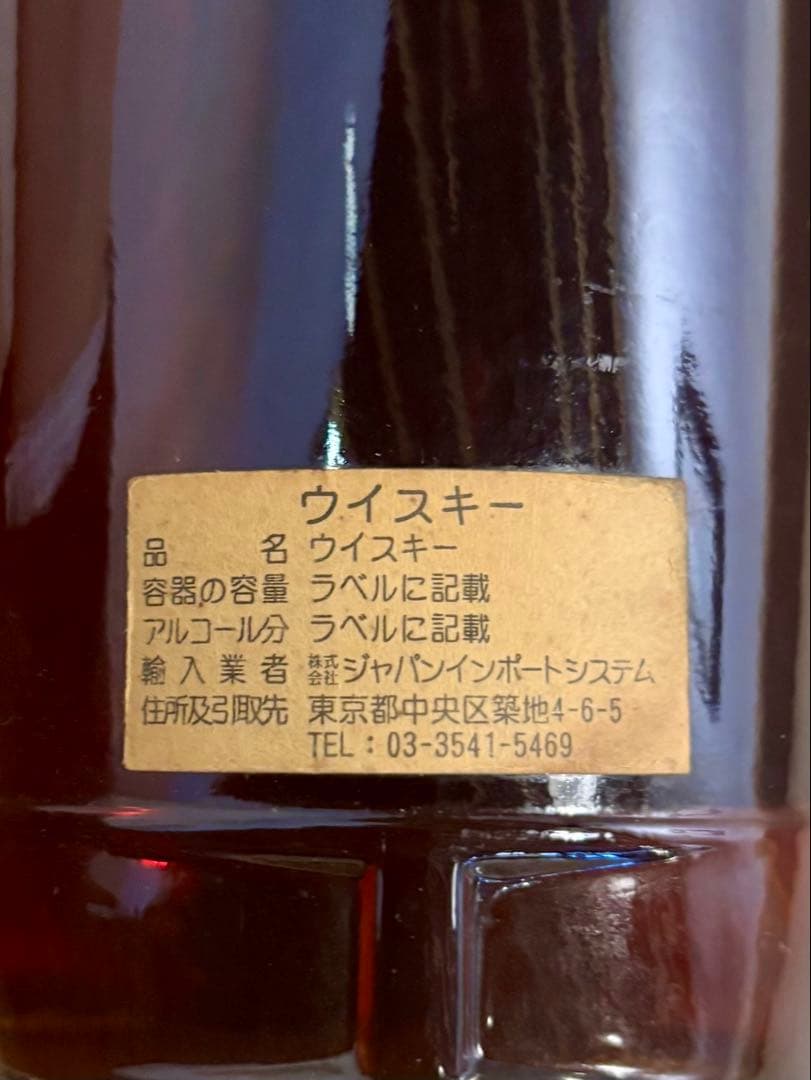 ウイスキー
品名 ウイスキー
容器の容量 ラベルに記載
アルコール分 ラベルに記載
輸入業者 株式会社ジャパンインポートシステム
住所及引取先 東京都中央区築地4-6-5
TEL：03-3541-5469